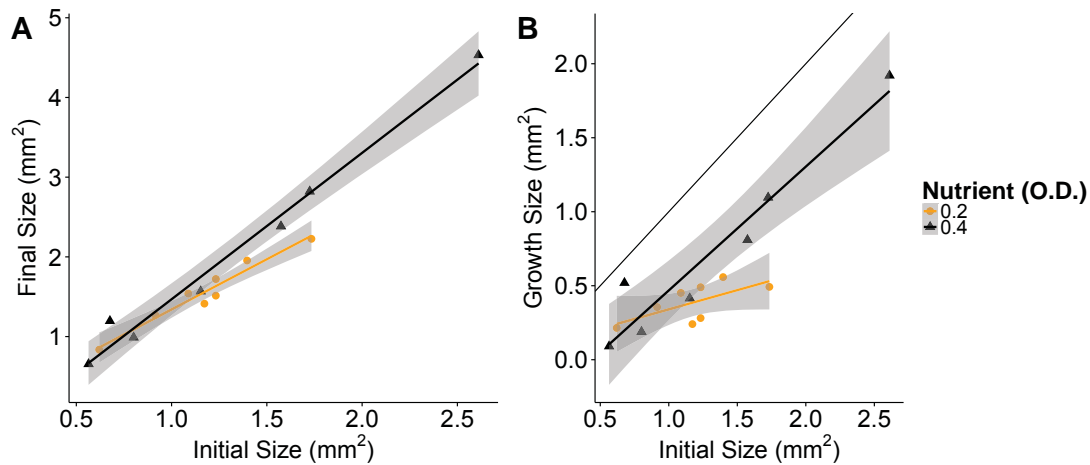 A
Final Size (mm²)
5
4
3
2
1
0.5 1.0 1.5 2.0 2.5
Initial Size (mm²)
B
Growth Size (mm²)
2.0
1.5
1.0
0.5
0.0
0.5 1.0 1.5 2.0 2.5
Initial Size (mm²)
Nutrient (O.D.)
0.2
0.4